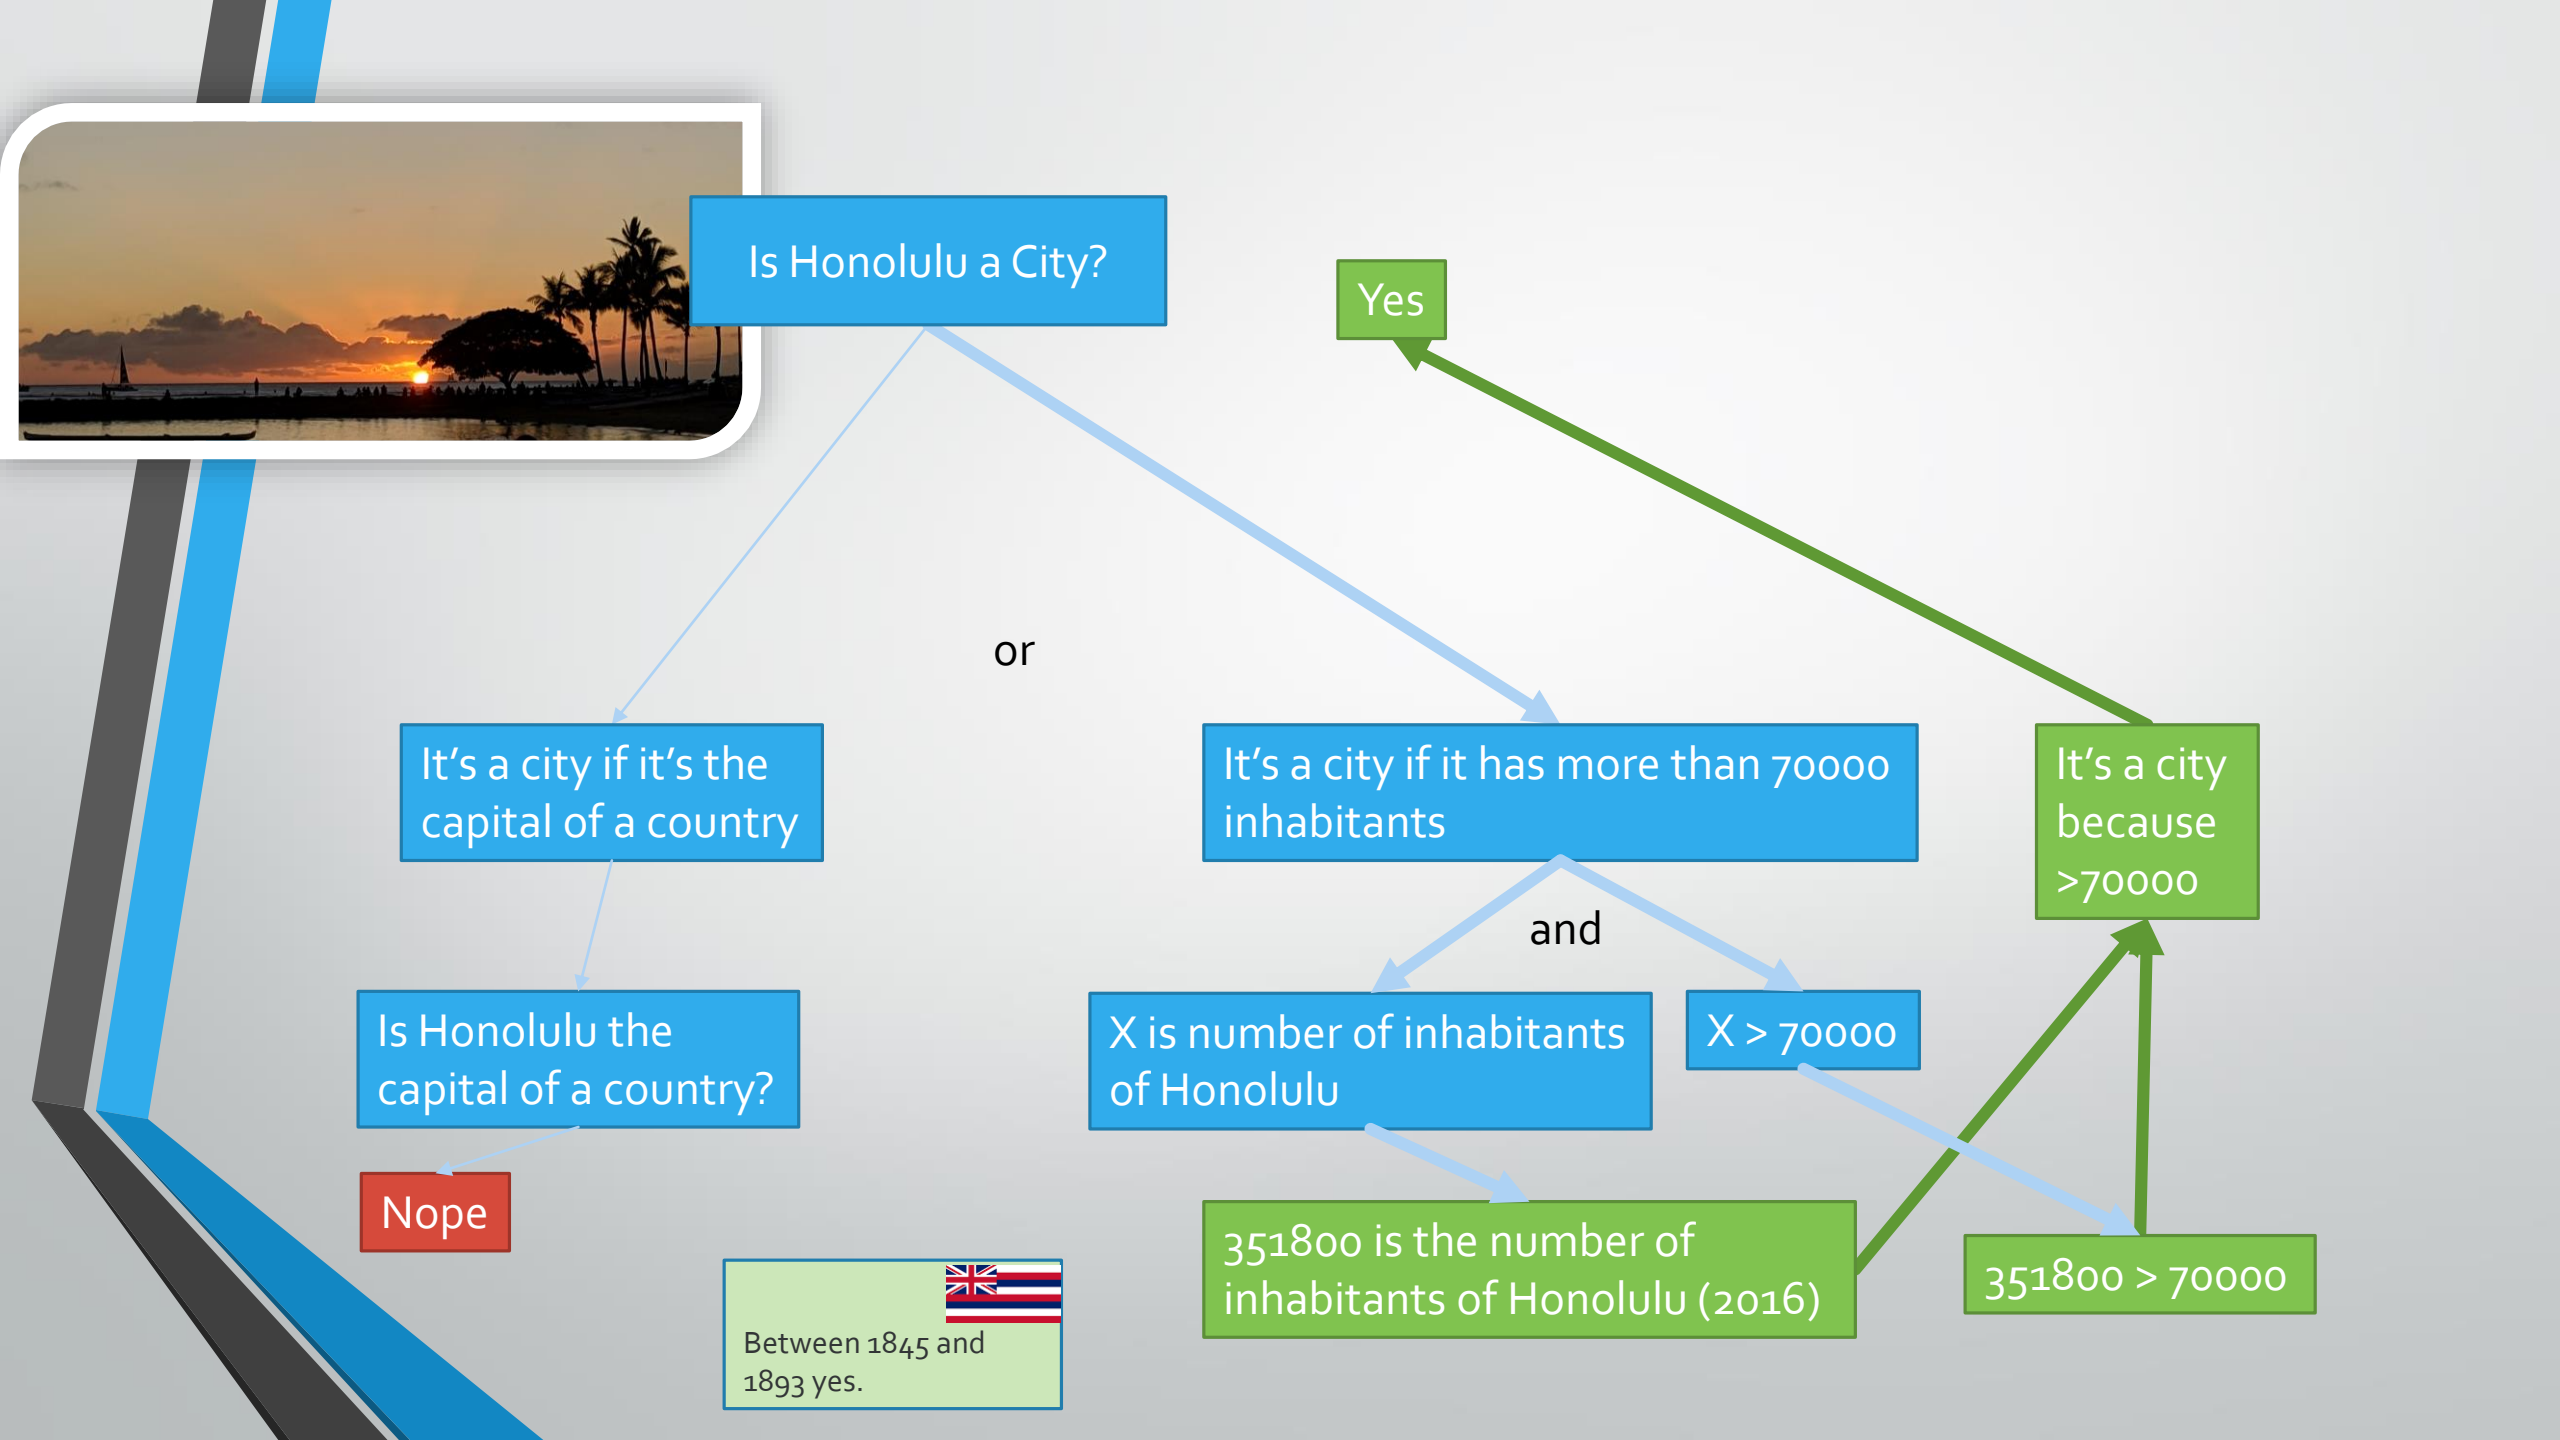 Is Honolulu a City?
Yes
or
It's a city if it's the
capital of a country
It's a city if it has more than 70000
inhabitants
It's a city
because
>70000
and
Is Honolulu the
capital of a country?
X is number of inhabitants
of Honolulu
X > 70000
Nope
351800 is the number of
inhabitants of Honolulu (2016)
351800 > 70000
Between 1845 and
1893 yes.